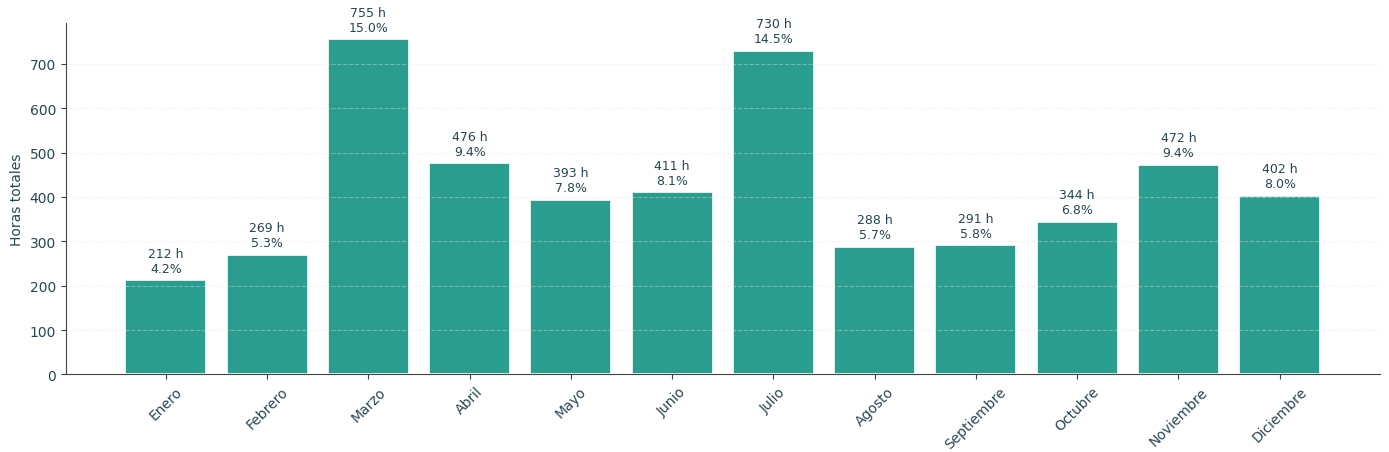 755 h
15.0%
730 h
14.5%
476 h
9.4%
472 h
9.4%
393 h
7.8%
411 h
8.1%
402 h
8.0%
344 h
6.8%
269 h
5.3%
288 h
5.7%
291 h
5.8%
212 h
4.2%
Horas totales
700
600
500
400
300
200
100
0
Enero
Febrero
Marzo
Abril
Mayo
Junio
Julio
Agosto
Septiembre
Octubre
Noviembre
Diciembre